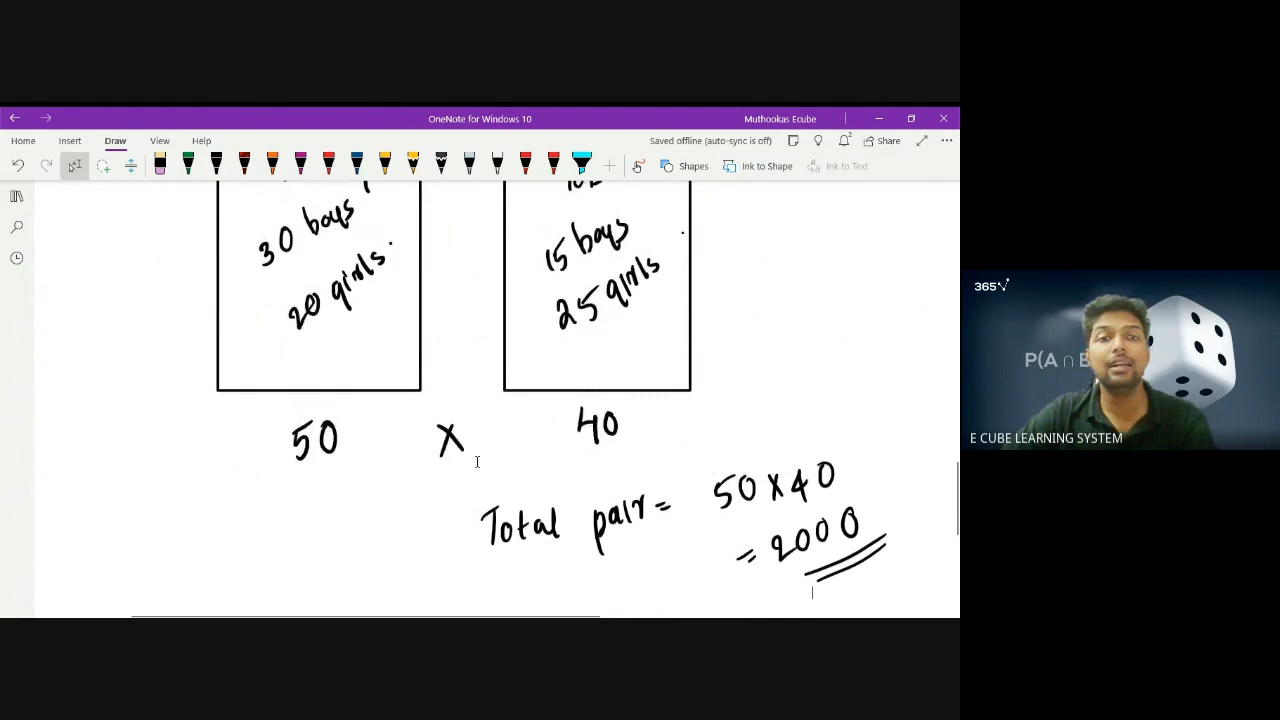 OneNote for Windows 10
Muthookas Ecube
Home Insert Draw View Help
Saved offline (auto-sync is off)
Share
Shapes
Ink to Shape
Ink to Text
30 boys
20 girls.
15 boys
25 girls
50 X 40
Total pair = 50 X 40
= 2000
365
P(A ∩ B
E CUBE LEARNING SYSTEM